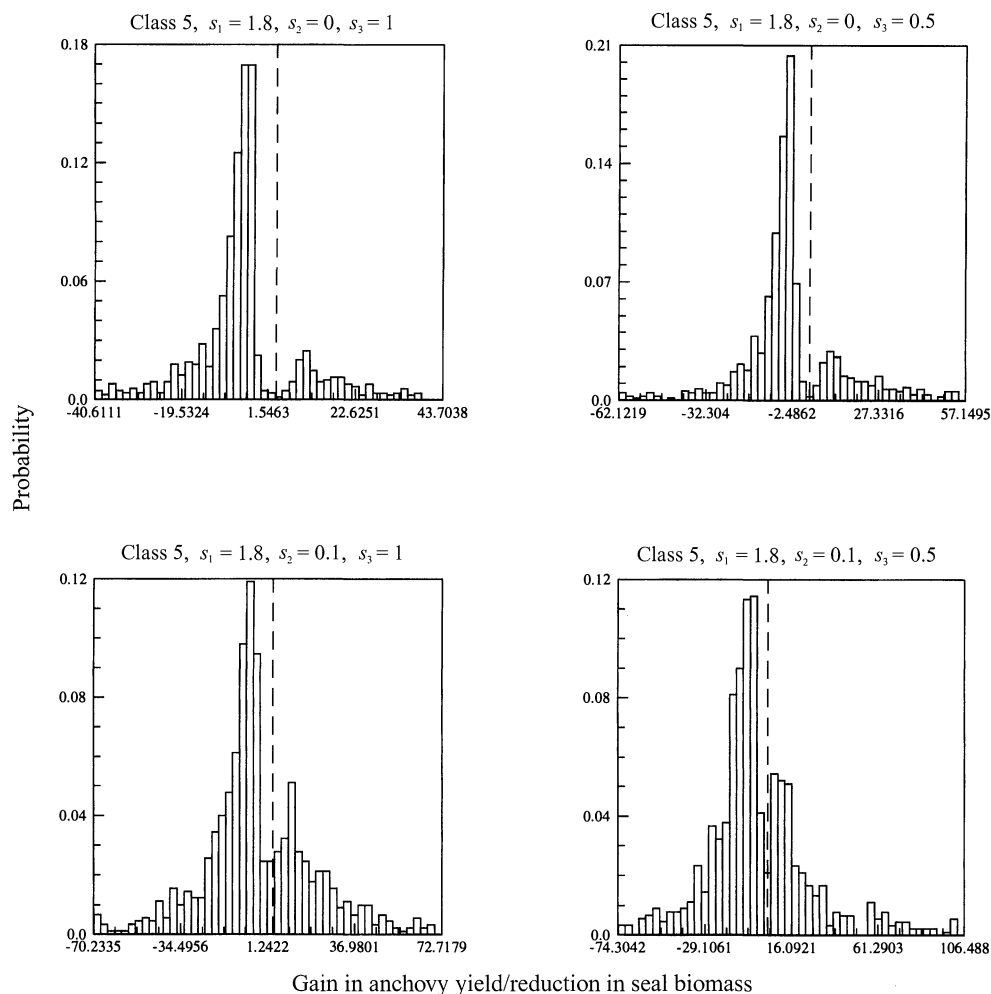 Class 5, s₁ = 1.8, s₂ = 0, s₃ = 1
0.18
0.12
0.06
0.0
-40.6111 -19.5324 1.5463 22.6251 43.7038
Class 5, s₁ = 1.8, s₂ = 0, s₃ = 0.5
0.21
0.14
0.07
0.0
-62.1219 -32.304 -2.4862 27.3316 57.1495
Probability
Class 5, s₁ = 1.8, s₂ = 0.1, s₃ = 1
0.12
0.08
0.04
0.0
-70.2335 -34.4956 1.2422 36.9801 72.7179
Class 5, s₁ = 1.8, s₂ = 0.1, s₃ = 0.5
0.12
0.08
0.04
0.0
-74.3042 -29.1061 16.0921 61.2903 106.488
Gain in anchovy yield/reduction in seal biomass